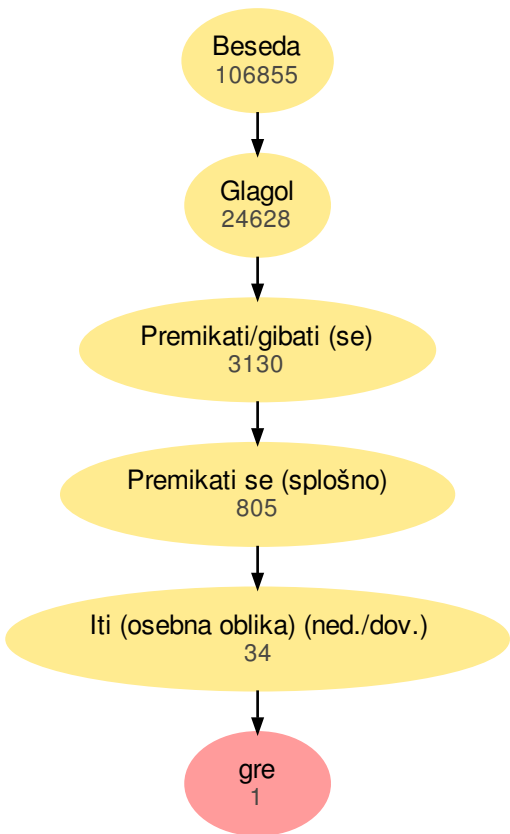 Beseda
106855
Glagol
24628
Premikati/gibati (se)
3130
Premikati se (splošno)
805
Iti (osebna oblika) (ned./dov.)
34
gre
1